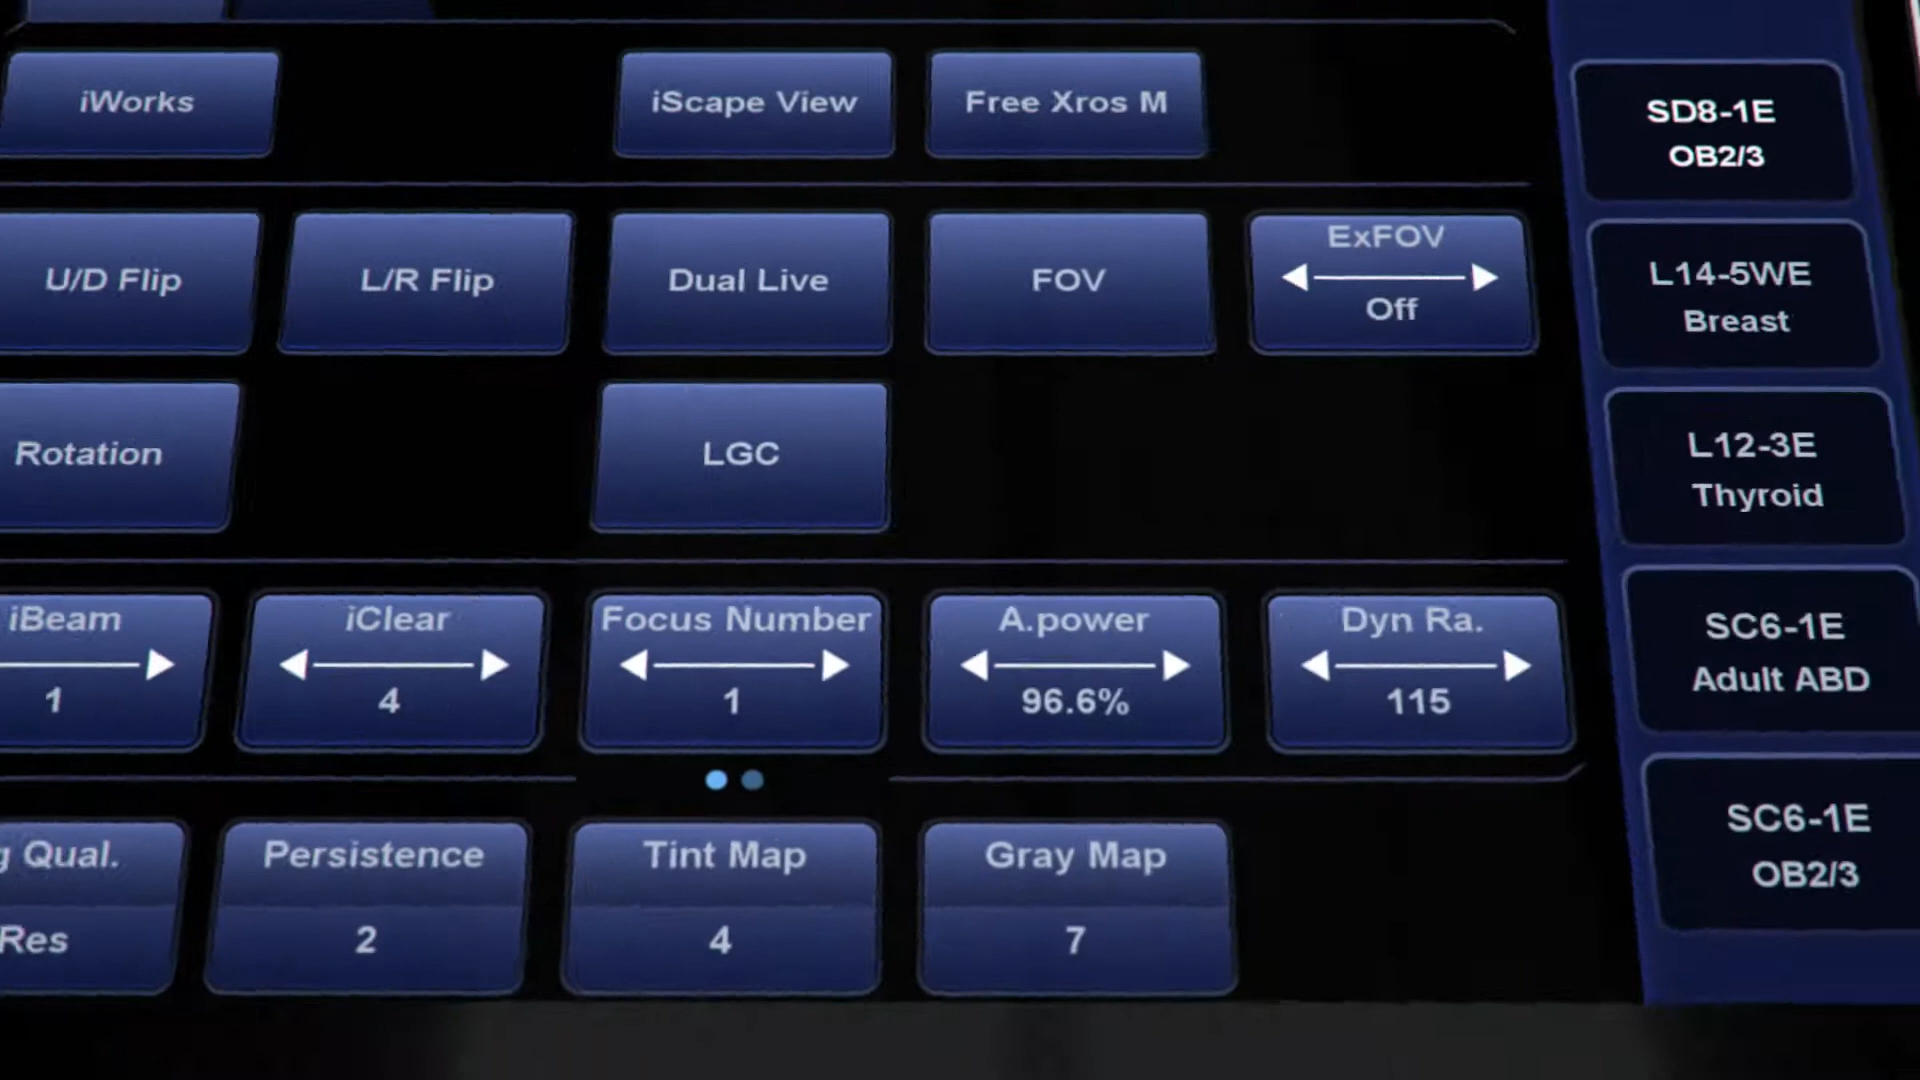 iWorks
iScape View
Free Xros M
SD8-1E
OB2/3
U/D Flip
L/R Flip
Dual Live
FOV
ExFOV
Off
L14-5WE
Breast
Rotation
LGC
L12-3E
Thyroid
iBeam
1
iClear
4
Focus Number
1
A.power
96.6%
Dyn Ra.
115
SC6-1E
Adult ABD
g Qual.
Res
Persistence
2
Tint Map
4
Gray Map
7
SC6-1E
OB2/3